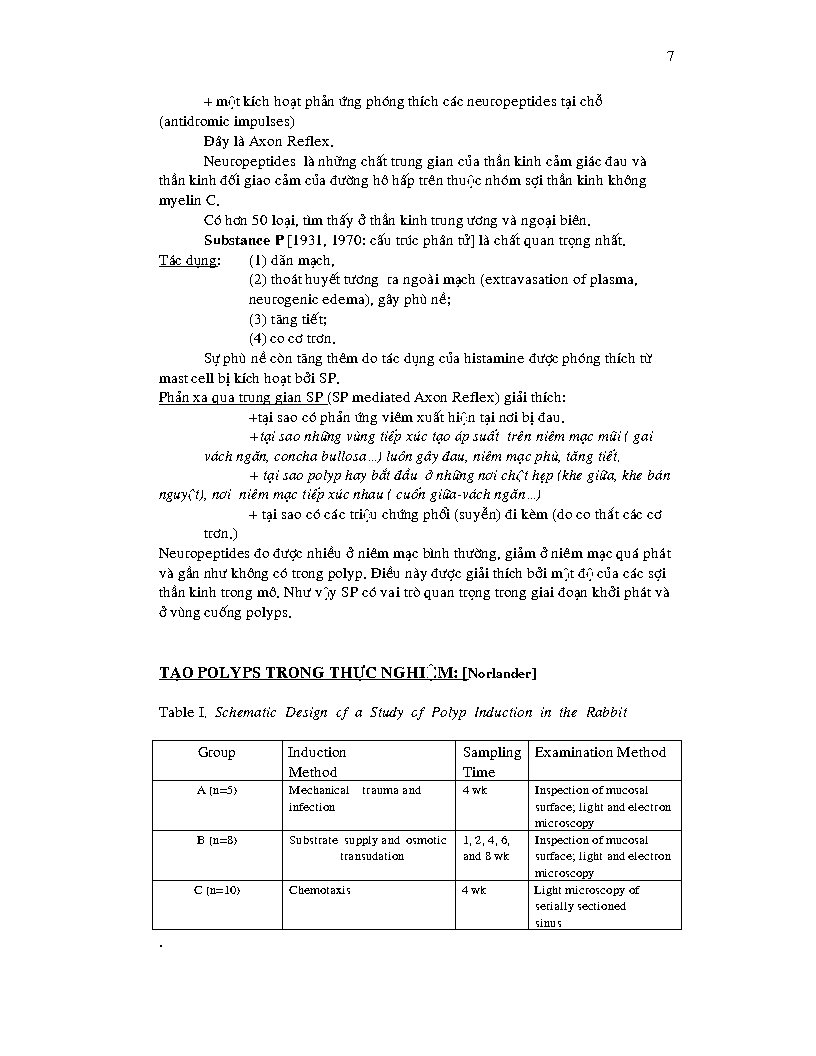 7
+ một kích hoạt phản ứng phóng thích các neuropeptides tại chỗ
(antidromic impulses)
Đây là Axon Reflex.
Neuropeptides là những chất trung gian của thần kinh cảm giác đau và
thần kinh đối giao cảm của đường hô hấp trên thuộc nhóm sợi thần kinh không
myelin C.
Có hơn 50 loại, tìm thấy ở thần kinh trung ương và ngoại biên.
Substance P [1931, 1970: cấu trúc phân tử] là chất quan trọng nhất.
Tác dụng: (1) dãn mạch,
(2) thoát huyết tương ra ngoài mạch (extravasation of plasma,
neurogenic edema), gây phù nề;
(3) tăng tiết;
(4) co cơ trơn.
Sự phù nề còn tăng thêm do tác dụng của histamine được phóng thích từ
mast cell bị kích hoạt bởi SP.
Phản xạ qua trung gian SP (SP mediated Axon Reflex) giải thích:
+tại sao có phản ứng viêm xuất hiện tại nơi bị đau.
+tại sao những vùng tiếp xúc tạo áp suất trên niêm mạc mũi ( gai
vách ngăn, concha bullosa…) luôn gây đau, niêm mạc phù, tăng tiết.
+ tại sao polyp hay bắt đầu ở những nơi chật hẹp (khe giữa, khe bán
nguyệt), nơi niêm mạc tiếp xúc nhau ( cuốn giữa-vách ngăn…)
+ tại sao có các triệu chứng phổi (suyễn) đi kèm (do co thắt các cơ
trơn.)
Neuropeptides đo được nhiều ở niêm mạc bình thường, giảm ở niêm mạc quá phát
và gần như không có trong polyp. Điều này được giải thích bởi mật độ của các sợi
thần kinh trong mô. Như vậy SP có vai trò quan trọng trong giai đoạn khởi phát và
ở vùng cuống polyps.
TẠO POLYPS TRONG THỰC NGHIỆM: [Norlander]
Table I. Schematic Design of a Study of Polyp Induction in the Rabbit
Group Induction Sampling Examination Method
Method Time
A (n=5) Mechanical trauma and 4 wk Inspection of mucosal
infection surface; light and electron
microscopy
B (n=8) Substrate supply and osmotic 1, 2, 4, 6, Inspection of mucosal
transudation and 8 wk surface; light and electron
microscopy
C (n=10) Chemotaxis 4 wk Light microscopy of
serially sectioned
sinus
.